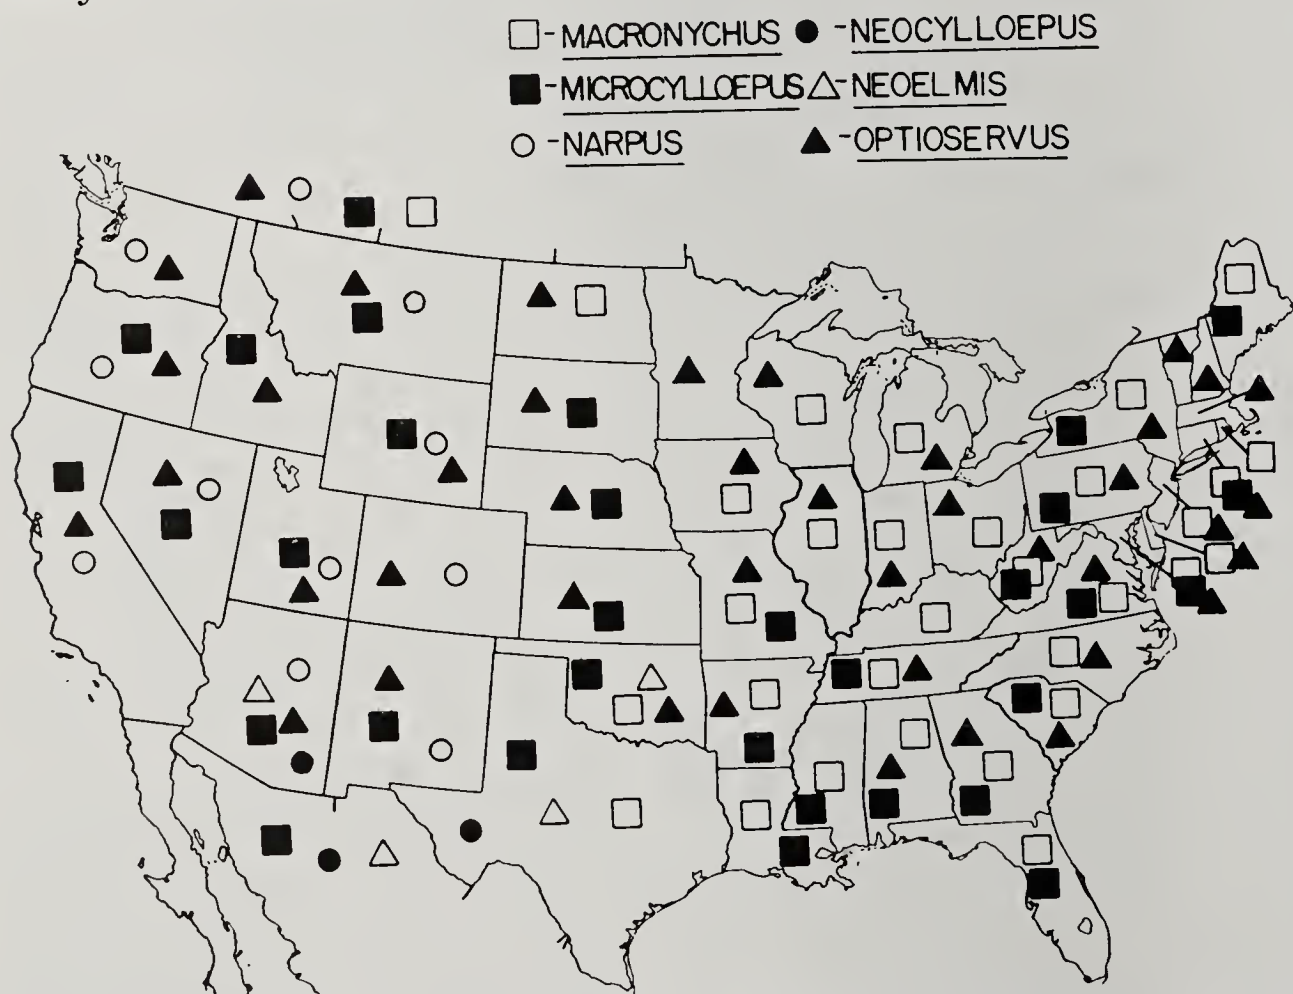 □ - MACRONYCHUS ● - NEOCYLLOEPUS
■ - MICROCYLLOEPUS △ - NEOELMIS
○ - NARPUS ▲ - OPTIOSERVUS